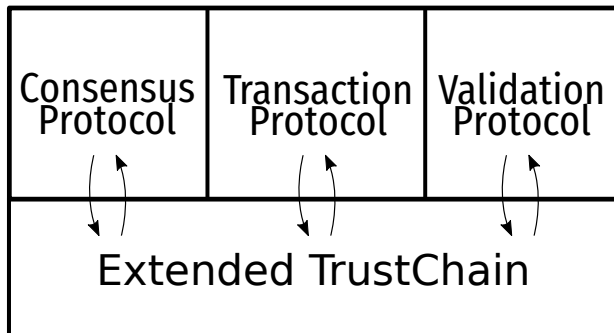 Consensus
Protocol
Transaction
Protocol
Validation
Protocol
Extended TrustChain